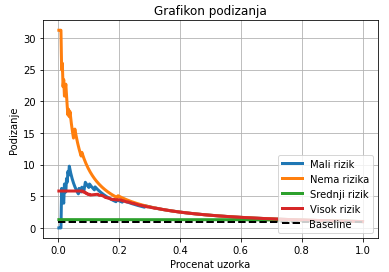 Grafikon podizanja
Podizanje
30
25
20
15
10
5
0
0.0
0.2
0.4
0.6
0.8
1.0
Procenat uzorka
Mali rizik
Nema rizika
Srednji rizik
Visok rizik
Baseline